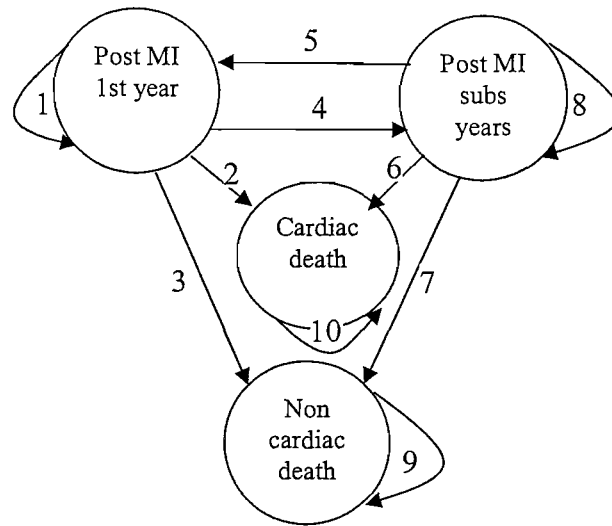 5
Post MI
1st year
Post MI
subs
years
1
4
8
2
6
Cardiac
death
3
7
10
Non
cardiac
death
9